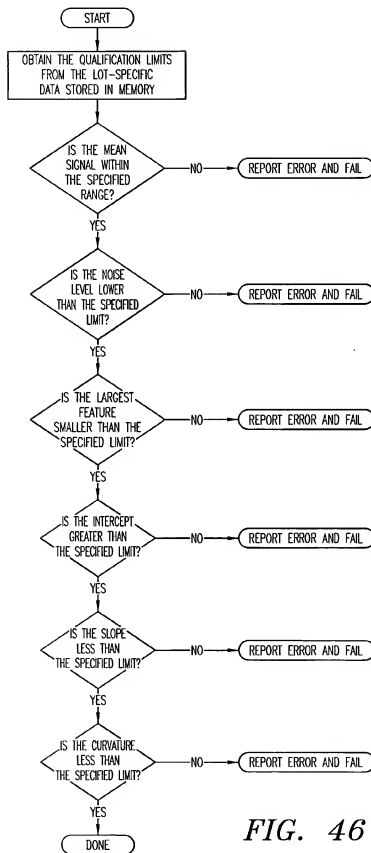 START
OBTAIN THE QUALIFICATION LIMITS
FROM THE LOT-SPECIFIC
DATA STORED IN MEMORY
IS THE MEAN
SIGNAL WITHIN
THE SPECIFIED
RANGE?
NO
REPORT ERROR AND FAIL
YES
IS THE NOISE
LEVEL LOWER
THAN THE SPECIFIED
LIMIT?
NO
REPORT ERROR AND FAIL
YES
IS THE LARGEST
FEATURE
SMALLER THAN THE
SPECIFIED LIMIT?
NO
REPORT ERROR AND FAIL
YES
IS THE INTERCEPT
GREATER THAN
THE SPECIFIED LIMIT?
NO
REPORT ERROR AND FAIL
YES
IS THE SLOPE
LESS THAN
THE SPECIFIED LIMIT?
NO
REPORT ERROR AND FAIL
YES
IS THE CURVATURE
LESS THAN
THE SPECIFIED LIMIT?
NO
REPORT ERROR AND FAIL
YES
DONE
FIG. 46